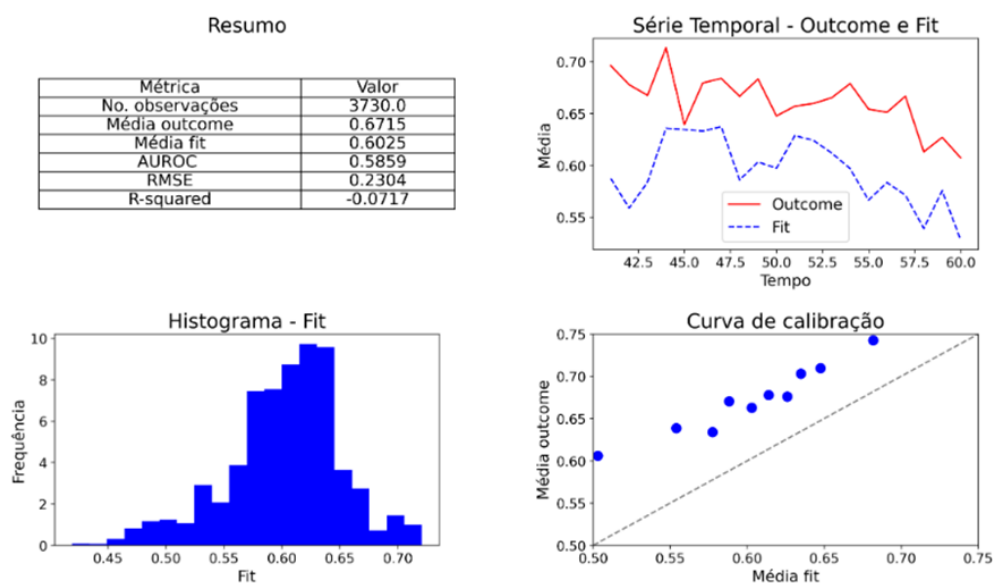 Resumo
Métrica Valor
No. observações 3730.0
Média outcome 0.6715
Média fit 0.6025
AUROC 0.5859
RMSE 0.2304
R-squared -0.0717
Série Temporal - Outcome e Fit
Média
0.70
0.65
0.60
0.55
Outcome
Fit
42.5 45.0 47.5 50.0 52.5 55.0 57.5 60.0
Tempo
Histograma - Fit
Frequência
10
8
6
4
2
0
0.45 0.50 0.55 0.60 0.65 0.70
Fit
Curva de calibração
Média outcome
0.75
0.70
0.65
0.60
0.55
0.50
0.50 0.55 0.60 0.65 0.70 0.75
Média fit